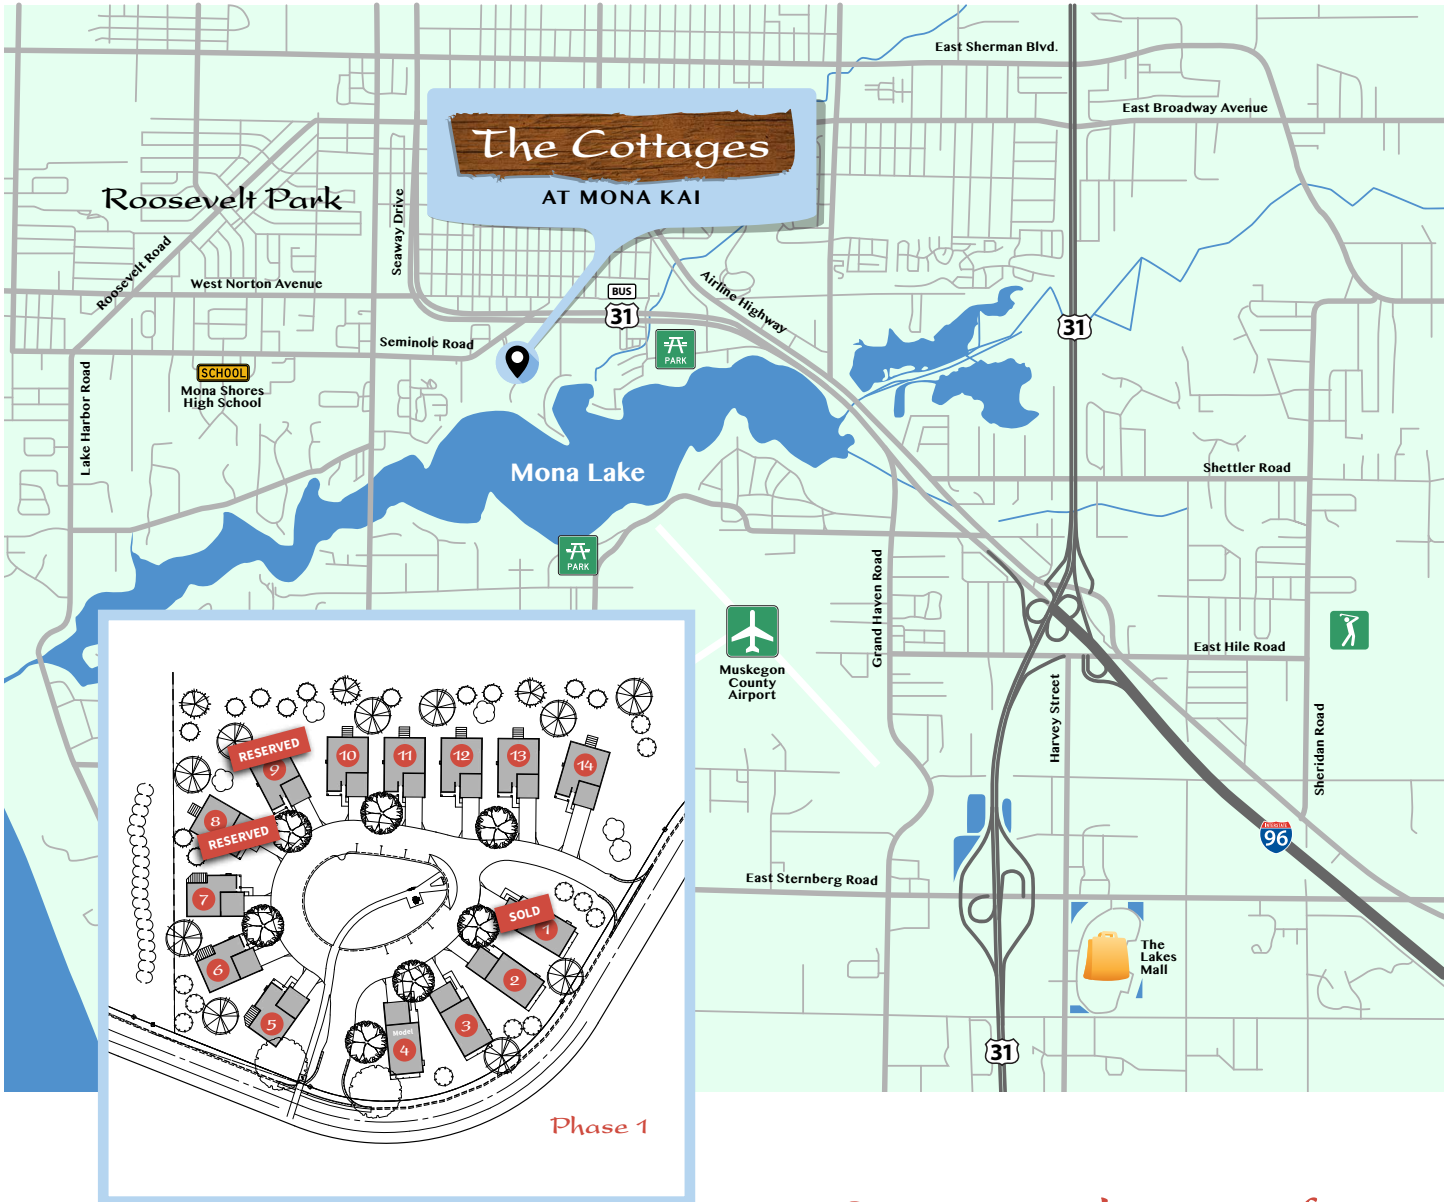 East Sherman Blvd.
East Broadway Avenue
The Cottages
AT MONA KAI
Roosevelt Park
Seaway Drive
Roosevelt Road
West Norton Avenue
BUS
31
Airline Highway
31
Seminole Road
PARK
SCHOOL
Mona Shores
High School
Lake Harbor Road
Mona Lake
Shettler Road
PARK
Grand Haven Road
Muskegon
County
Airport
East Hile Road
Harvey Street
Sheridan Road
INTERSTATE
96
East Sternberg Road
The
Lakes
Mall
31
RESERVED
9
10
11
12
13
14
8
RESERVED
7
SOLD
1
6
2
5
3
Model
4
Phase 1